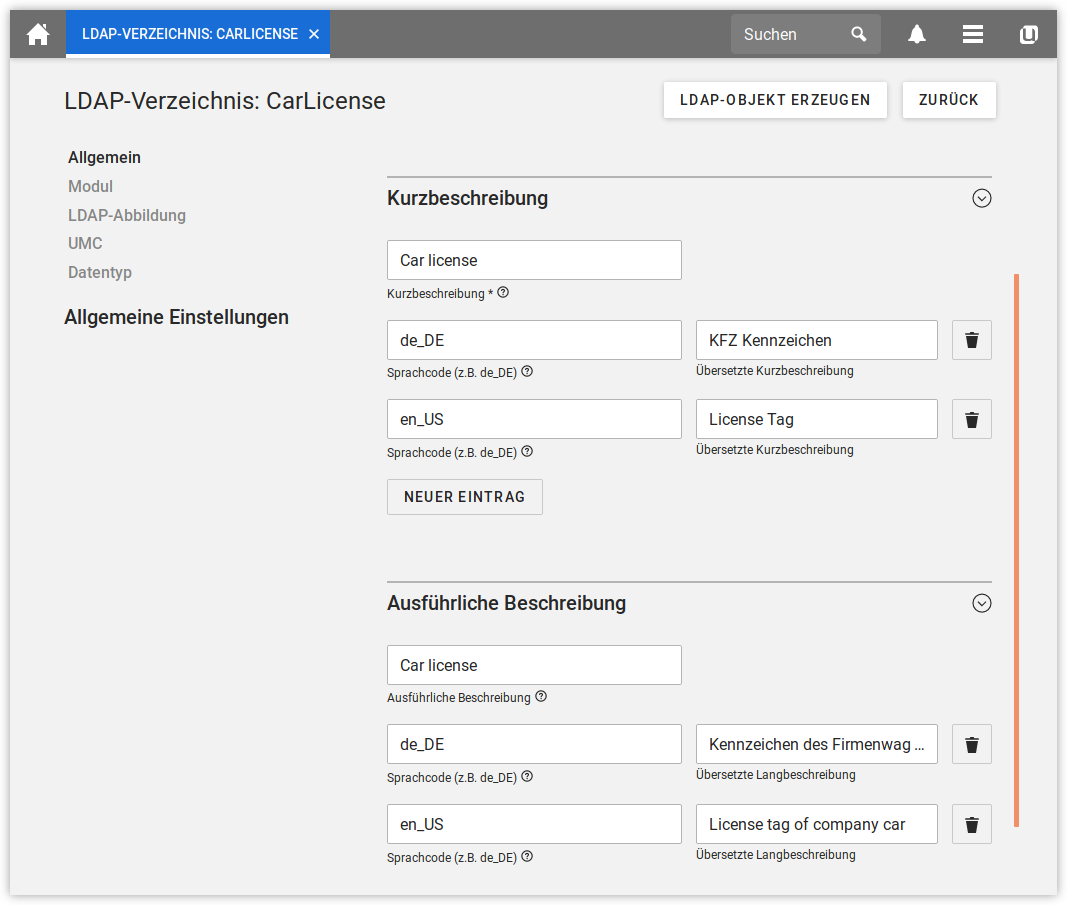 LDAP-VERZEICHNIS: CARLICENSE
Suchen
LDAP-Verzeichnis: CarLicense
LDAP-OBJEKT ERZEUGEN
ZURÜCK
Allgemein
Modul
LDAP-Abbildung
UMC
Datentyp
Allgemeine Einstellungen
Kurzbeschreibung
Car license
Kurzbeschreibung *
de_DE
KFZ Kennzeichen
Sprachcode (z.B. de_DE)
Übersetzte Kurzbeschreibung
en_US
License Tag
Sprachcode (z.B. de_DE)
Übersetzte Kurzbeschreibung
NEUER EINTRAG
Ausführliche Beschreibung
Car license
Ausführliche Beschreibung
de_DE
Kennzeichen des Firmenwag ...
Sprachcode (z.B. de_DE)
Übersetzte Langbeschreibung
en_US
License tag of company car
Sprachcode (z.B. de_DE)
Übersetzte Langbeschreibung